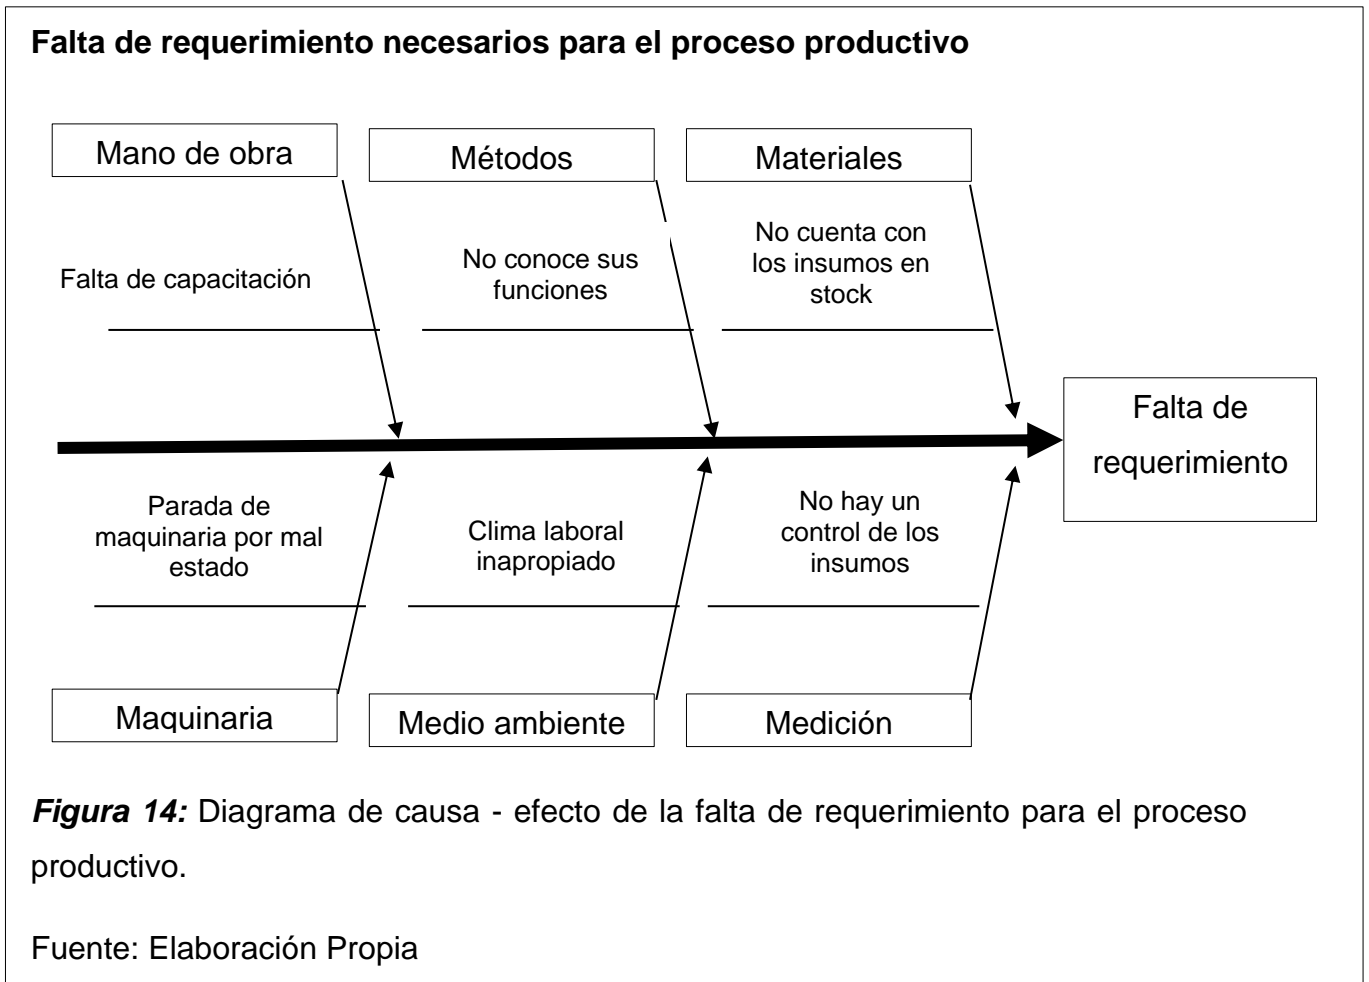 Falta de requerimiento necesarios para el proceso productivo
Mano de obra
Métodos
Materiales
Falta de capacitación
No conoce sus
funciones
No cuenta con
los insumos en
stock
Falta de
requerimiento
Parada de
maquinaria por mal
estado
Clima laboral
inapropiado
No hay un
control de los
insumos
Maquinaria
Medio ambiente
Medición
Figura 14: Diagrama de causa - efecto de la falta de requerimiento para el proceso
productivo.
Fuente: Elaboración Propia